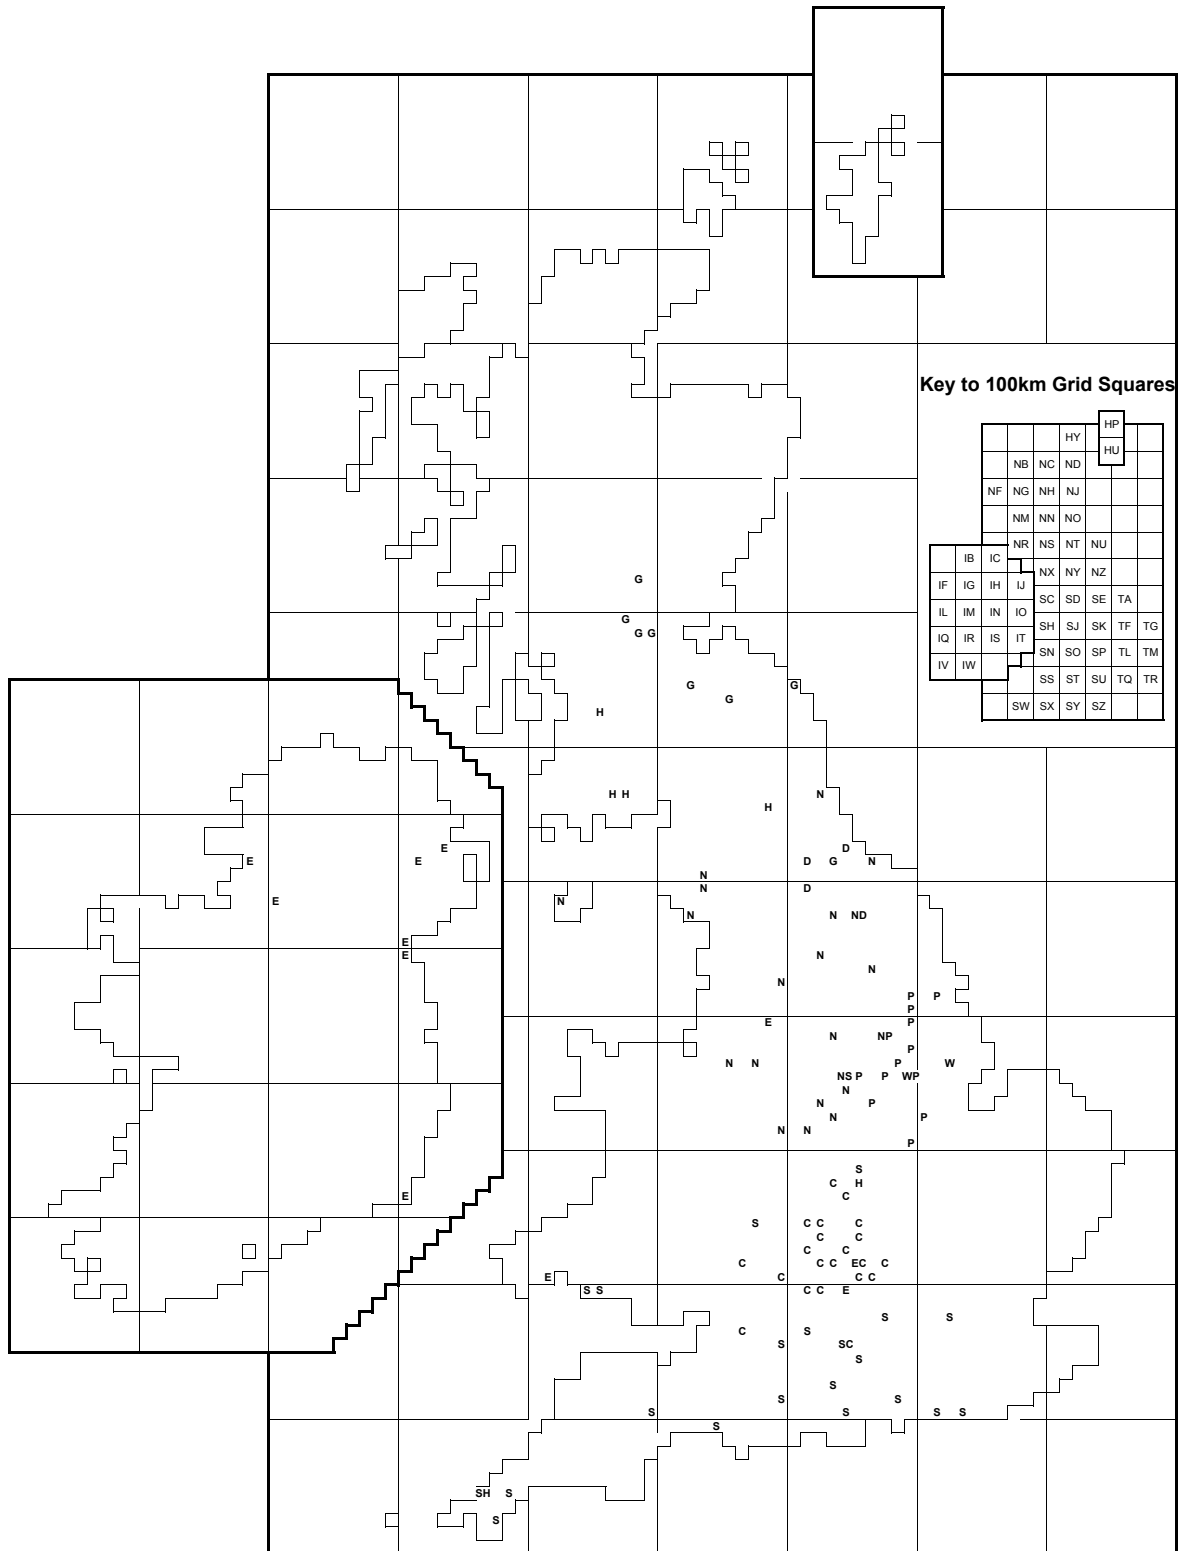 Key to 100km Grid Squares
HP
HY
HU
NB NC ND
NF NG NH NJ
NM NN NO
NR NS NT NU
IB IC
NX NY NZ
IF IG IH IJ
SC SD SE TA
IL IM IN IO
SH SJ SK TF TG
IQ IR IS IT
SN SO SP TL TM
IV IW
SS ST SU TQ TR
SW SX SY SZ
G
G
G G
G G
G
H
H H N
H
E D
E E D G N
N
N D
E N
N N ND
E
E N
N
N
P P
P
E P
N NP
P
N N P W
NS P P WP
N
N P
N P
N N
P
S
C H
E C
S C C C
C C
C C
C C C EC C
E C C C
S S C C E
S S
C S
S SC
S
S
S S
S S S S
S
SH S
S